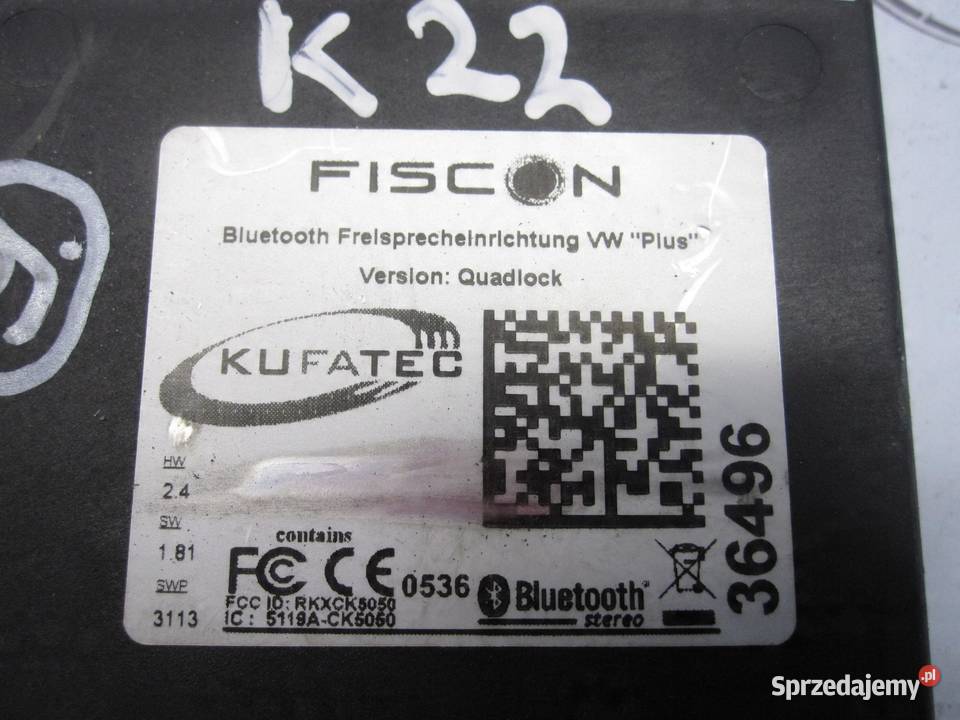 K 22
FISCON
Bluetooth Freisprecheinrichtung VW "Plus"
Version: Quadlock
KUFATEC
HW
2.4
SW
1.81
SWP
3113
contains
FC CE 0536 Bluetooth
stereo
FCC ID: RKXCK5050
IC: 5119A-CK5050
36496
Sprzedajemy.pl